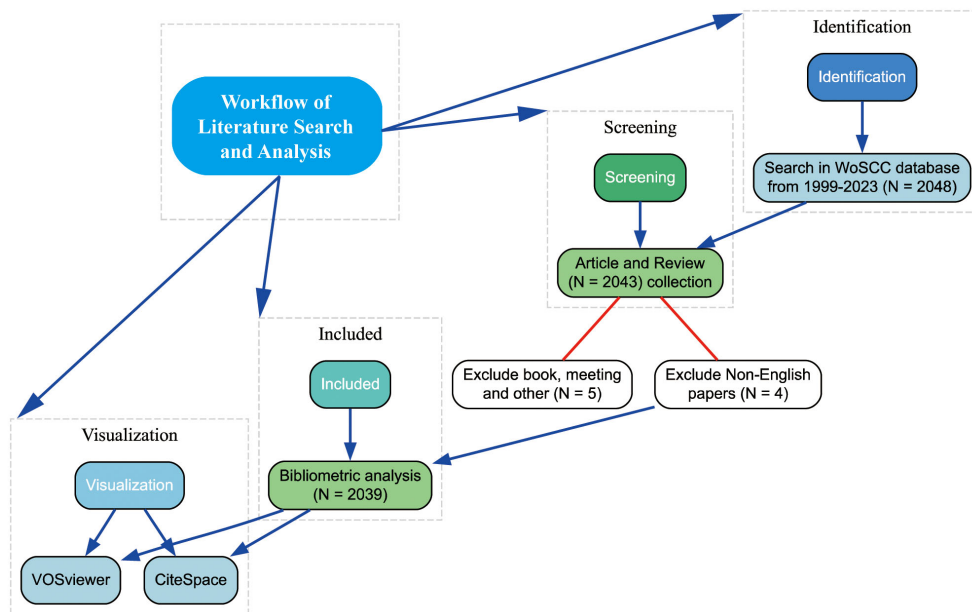 Workflow of
Literature Search
and Analysis
Identification
Identification
Search in WoSCC database
from 1999-2023 (N = 2048)
Screening
Screening
Article and Review
(N = 2043) collection
Exclude book, meeting
and other (N = 5)
Exclude Non-English
papers (N = 4)
Included
Included
Bibliometric analysis
(N = 2039)
Visualization
Visualization
VOSviewer
CiteSpace